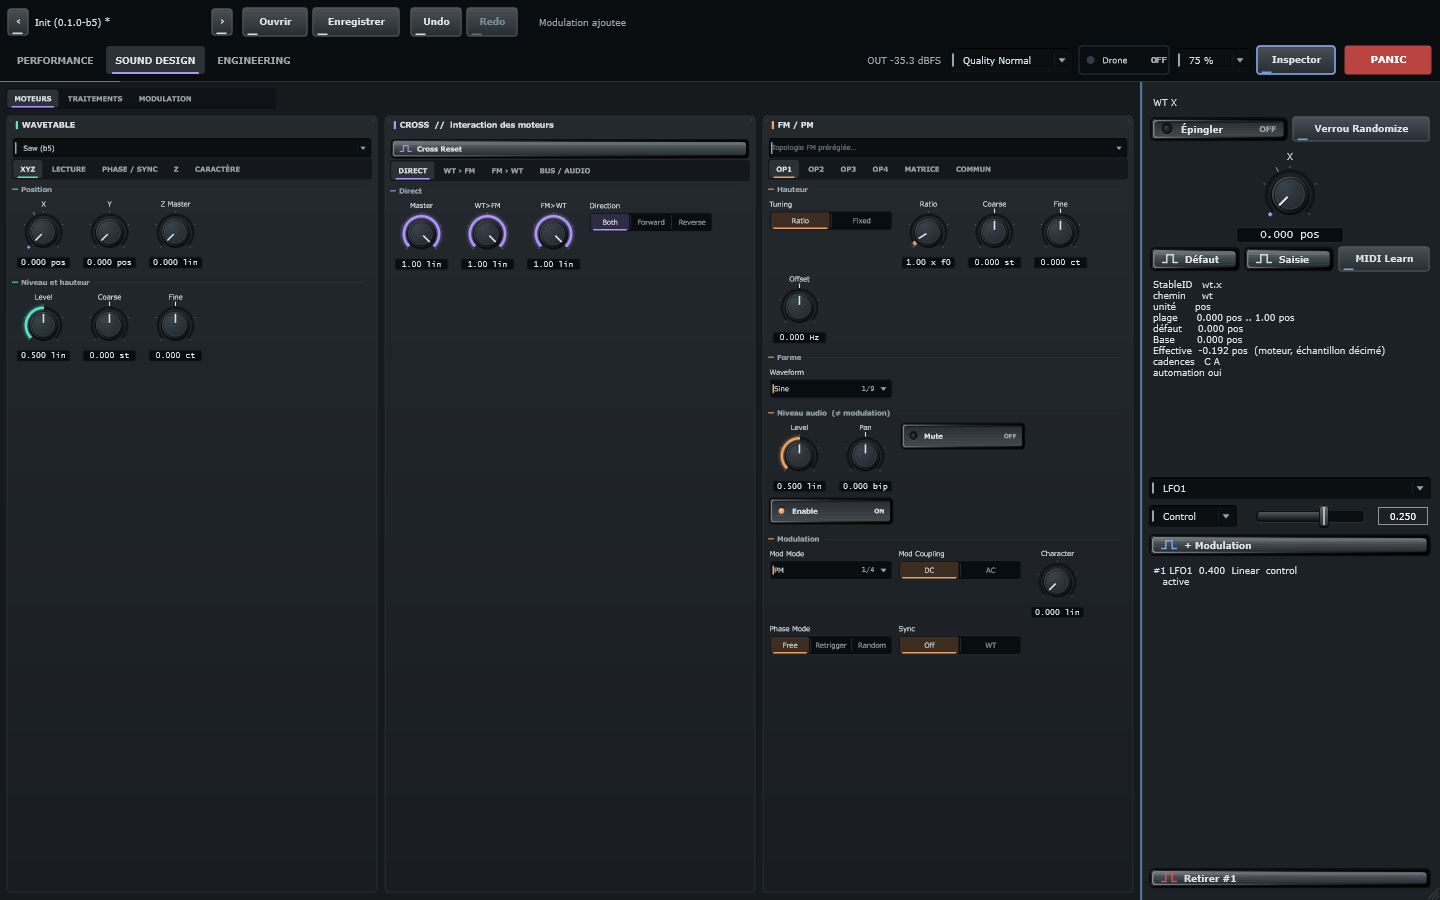 < Init (0.1.0-b5) * > Ouvrir Enregistrer Undo Redo Modulation ajoutee
PERFORMANCE SOUND DESIGN ENGINEERING OUT -35.3 dBFS Quality Normal Drone OFF 75 % Inspector PANIC
MOTEURS TRAITEMENTS MODULATION
WAVETABLE
Saw (b5)
XYZ LECTURE PHASE / SYNC Z CARACTÈRE
Position
X Y Z Master
0.000 pos 0.000 pos 0.000 lin
Niveau et hauteur
Level Coarse Fine
0.500 lin 0.000 st 0.000 ct
CROSS // interaction des moteurs
Cross Reset
DIRECT WT › FM FM › WT BUS / AUDIO
Direct
Master WT>FM FM>WT Direction
Both Forward Reverse
1.00 lin 1.00 lin 1.00 lin
FM / PM
Topologie FM préréglée...
OP1 OP2 OP3 OP4 MATRICE COMMUN
Hauteur
Tuning Ratio Coarse Fine
Ratio Fixed
1.00 x f0 0.000 st 0.000 ct
Offset
0.000 Hz
Forme
Waveform
Sine 1/9
Niveau audio (≠ modulation)
Level Pan
Mute OFF
0.500 lin 0.000 bip
Enable ON
Modulation
Mod Mode Mod Coupling Character
PM 1/4 DC AC
0.000 lin
Phase Mode Sync
Free Retrigger Random Off WT
WT X
Épingler OFF Verrou Randomize
X
0.000 pos
Défaut Saisie MIDI Learn
StableID wt.x
chemin wt
unité pos
plage 0.000 pos .. 1.00 pos
défaut 0.000 pos
Base 0.000 pos
Effective -0.192 pos (moteur, échantillon décimé)
cadences C A
automation oui
LFO1
Control 0.250
+ Modulation
#1 LFO1 0.400 Linear control
active
Retirer #1